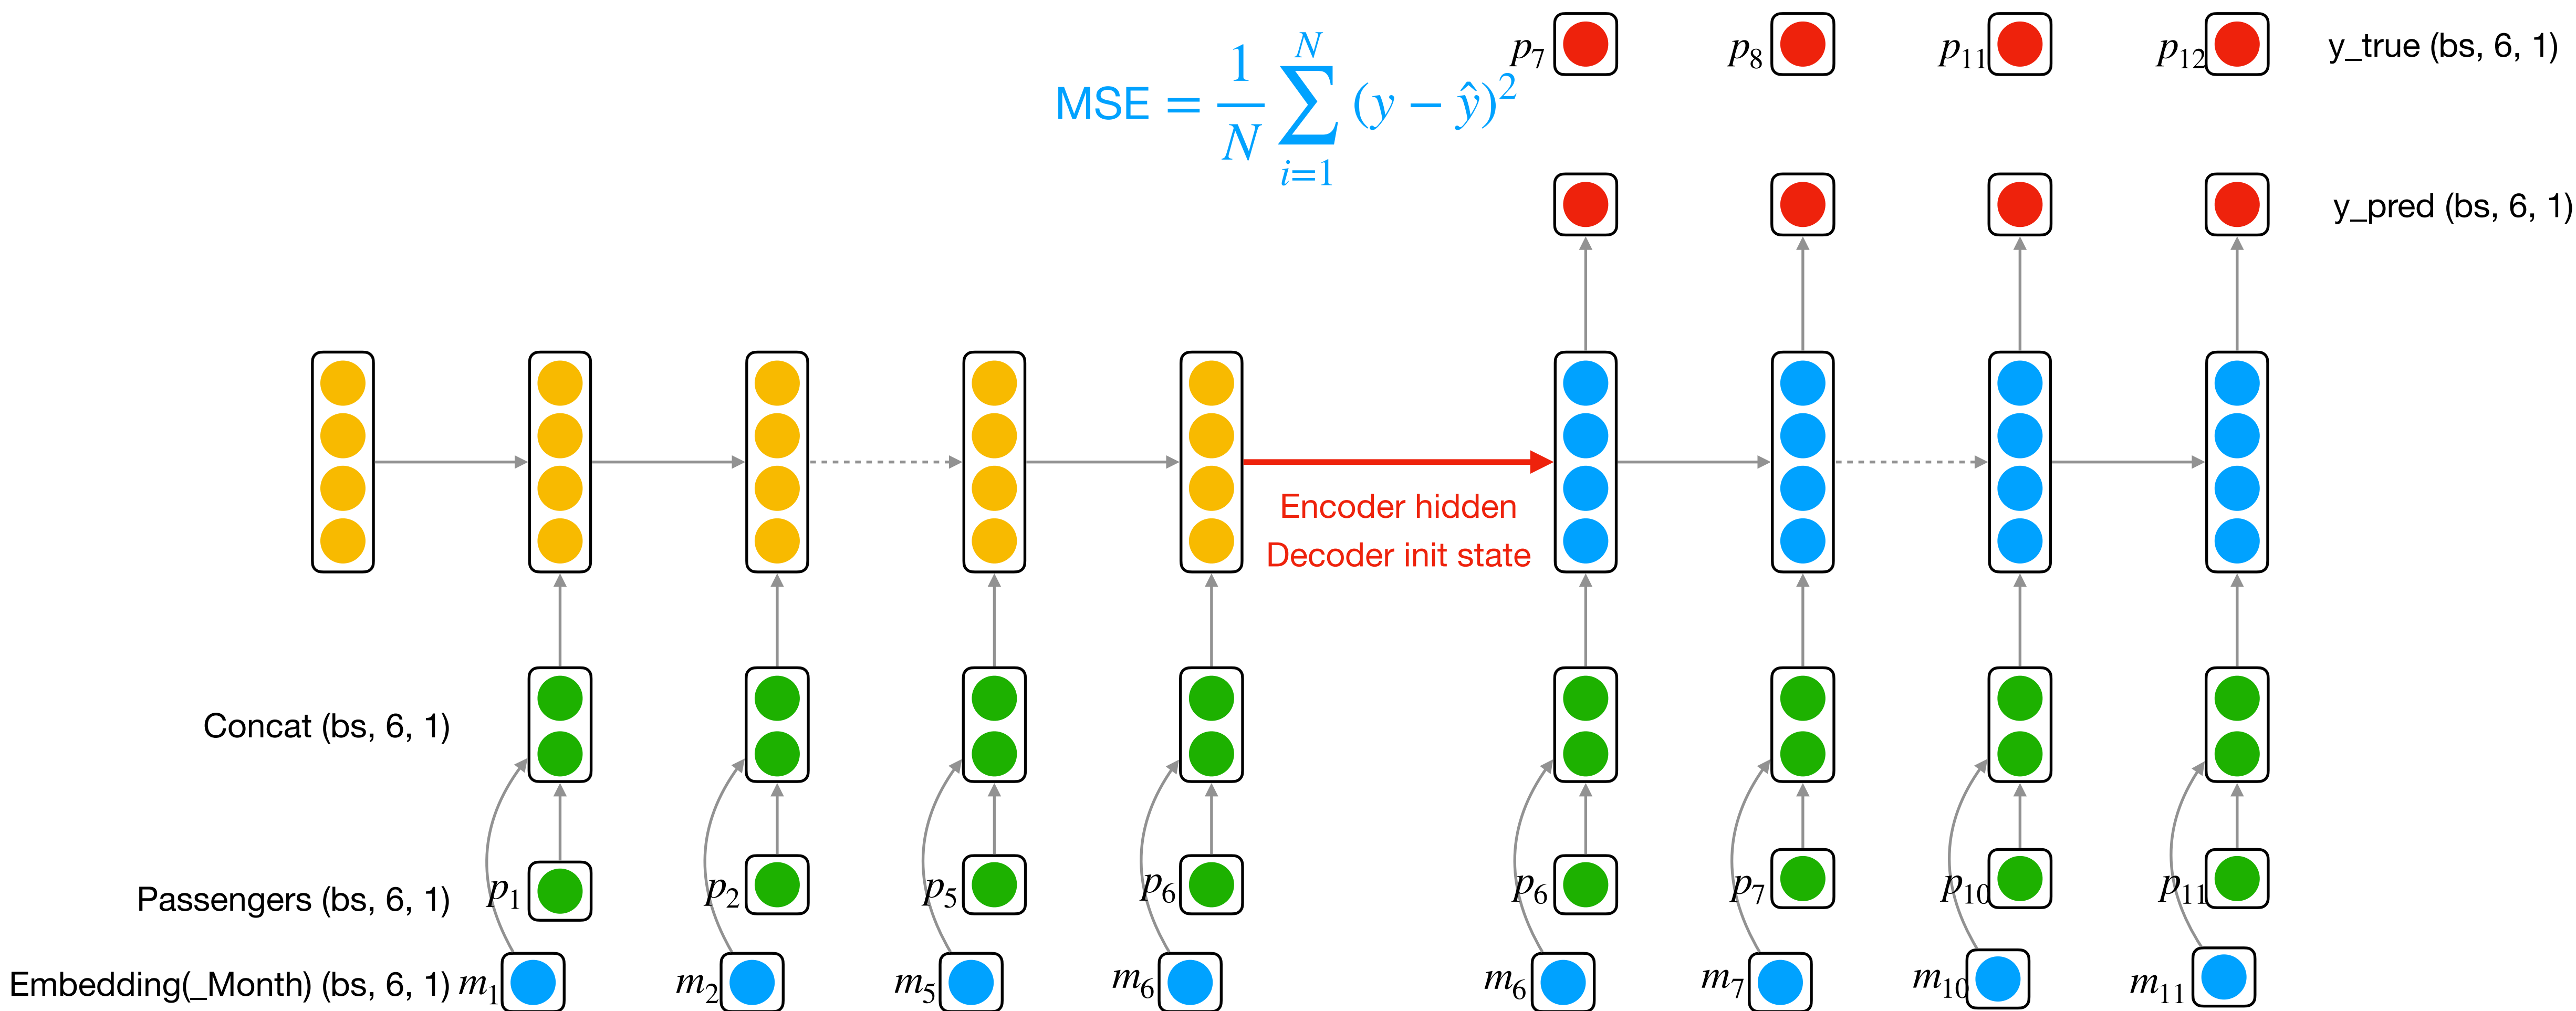 p₇ p₈ p₁₁ p₁₂ y_true (bs, 6, 1)
MSE = \frac{1}{N} \sum_{i=1}^{N} (y − ŷ)²
y_pred (bs, 6, 1)
Encoder hidden
Decoder init state
Concat (bs, 6, 1)
Passengers (bs, 6, 1) p₁ p₂ p₅ p₆ p₆ p₇ p₁₀ p₁₁
Embedding(_Month) (bs, 6, 1) m₁ m₂ m₅ m₆ m₆ m₇ m₁₀ m₁₁